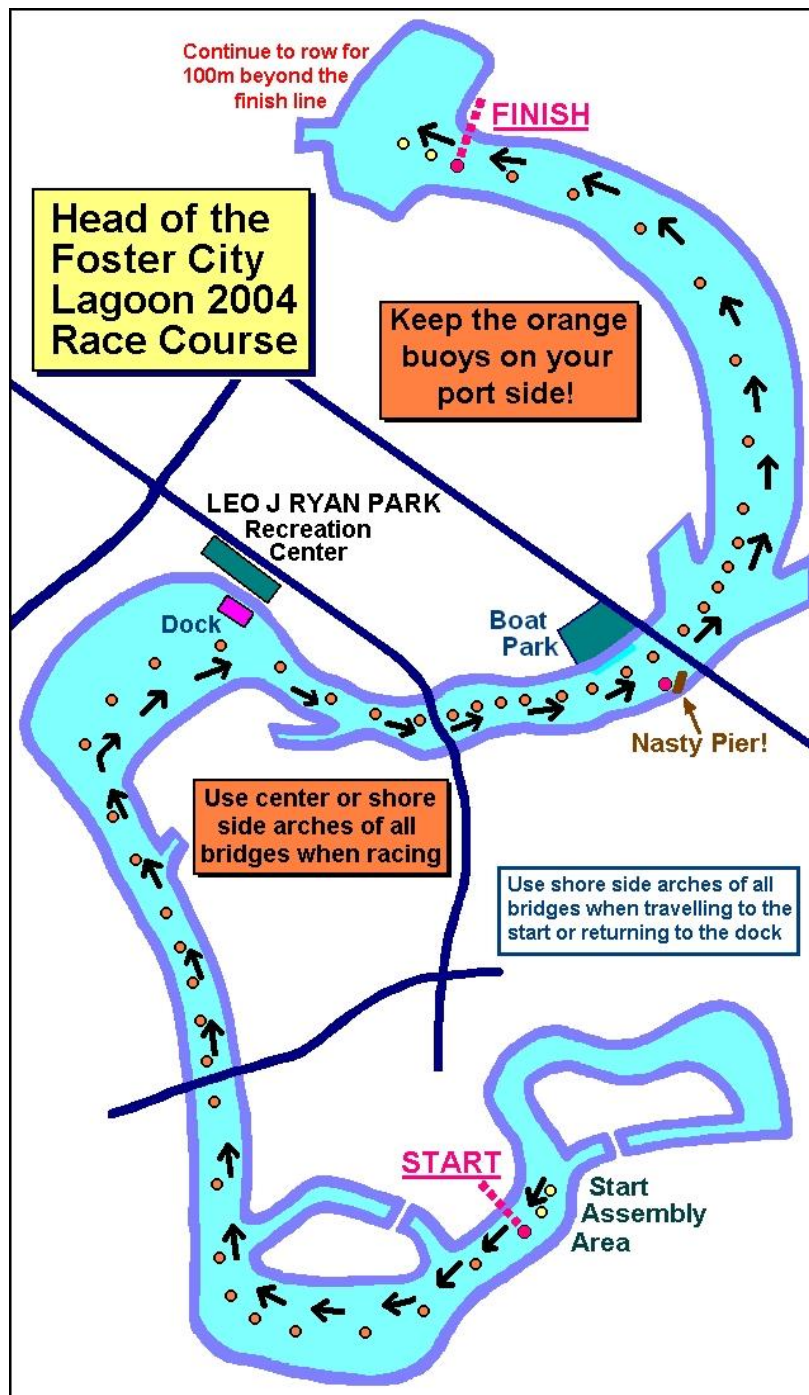 Continue to row for
100m beyond the
finish line
FINISH
Head of the
Foster City
Lagoon 2004
Race Course
Keep the orange
buoys on your
port side!
LEO J RYAN PARK
Recreation
Center
Dock
Boat
Park
Nasty Pier!
Use center or shore
side arches of all
bridges when racing
Use shore side arches of all
bridges when travelling to the
start or returning to the dock
START
Start
Assembly
Area